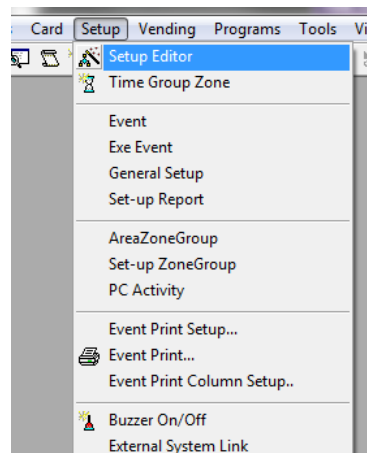 Card Setup Vending Programs Tools
Setup Editor
Time Group Zone
Event
Exe Event
General Setup
Set-up Report
AreaZoneGroup
Set-up ZoneGroup
PC Activity
Event Print Setup...
Event Print...
Event Print Column Setup..
Buzzer On/Off
External System Link